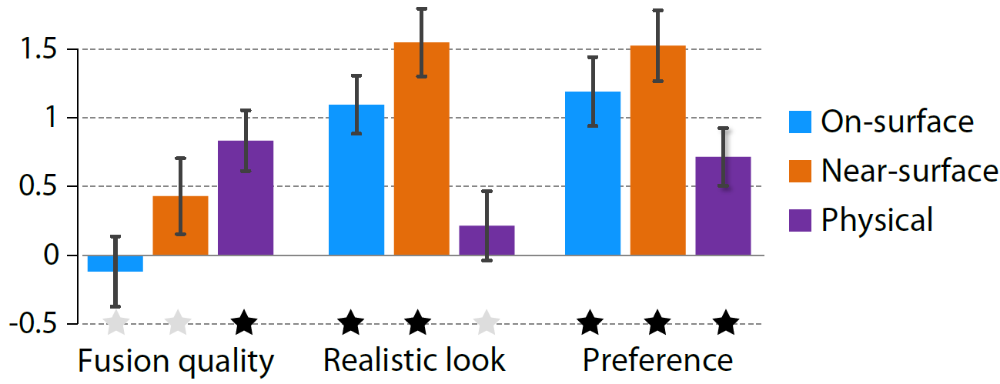 1.5
1
0.5
0
-0.5
Fusion quality
Realistic look
Preference
On-surface
Near-surface
Physical